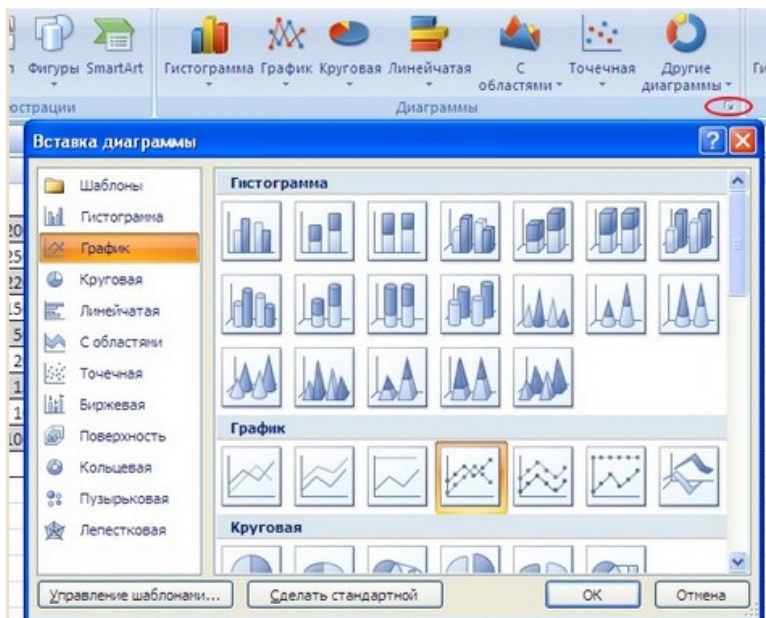 Фигуры SmartArt Гистограмма График Круговая Линейчатая С областями Точечная Другие диаграммы
Диаграммы
Вставка диаграммы
Шаблоны
Гистограмма
График
Круговая
Линейчатая
С областями
Точечная
Биржевая
Поверхность
Кольцевая
Пузырьковая
Лепестковая
Гистограмма
График
Круговая
Управление шаблонами... Сделать стандартной ОК Отмена